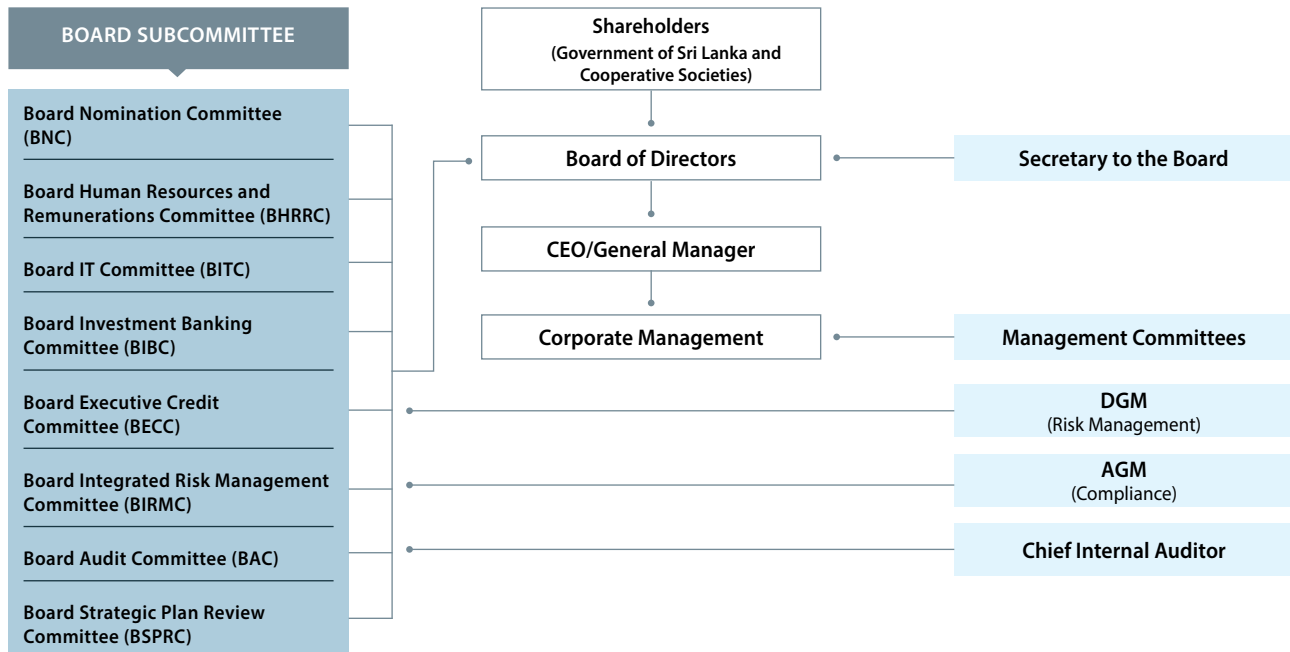 BOARD SUBCOMMITTEE
Board Nomination Committee
(BNC)
Board Human Resources and
Remunerations Committee (BHRRC)
Board IT Committee (BITC)
Board Investment Banking
Committee (BIBC)
Board Executive Credit
Committee (BECC)
Board Integrated Risk Management
Committee (BIRMC)
Board Audit Committee (BAC)
Board Strategic Plan Review
Committee (BSPRC)
Shareholders
(Government of Sri Lanka and
Cooperative Societies)
Board of Directors
CEO/General Manager
Corporate Management
Secretary to the Board
Management Committees
DGM
(Risk Management)
AGM
(Compliance)
Chief Internal Auditor